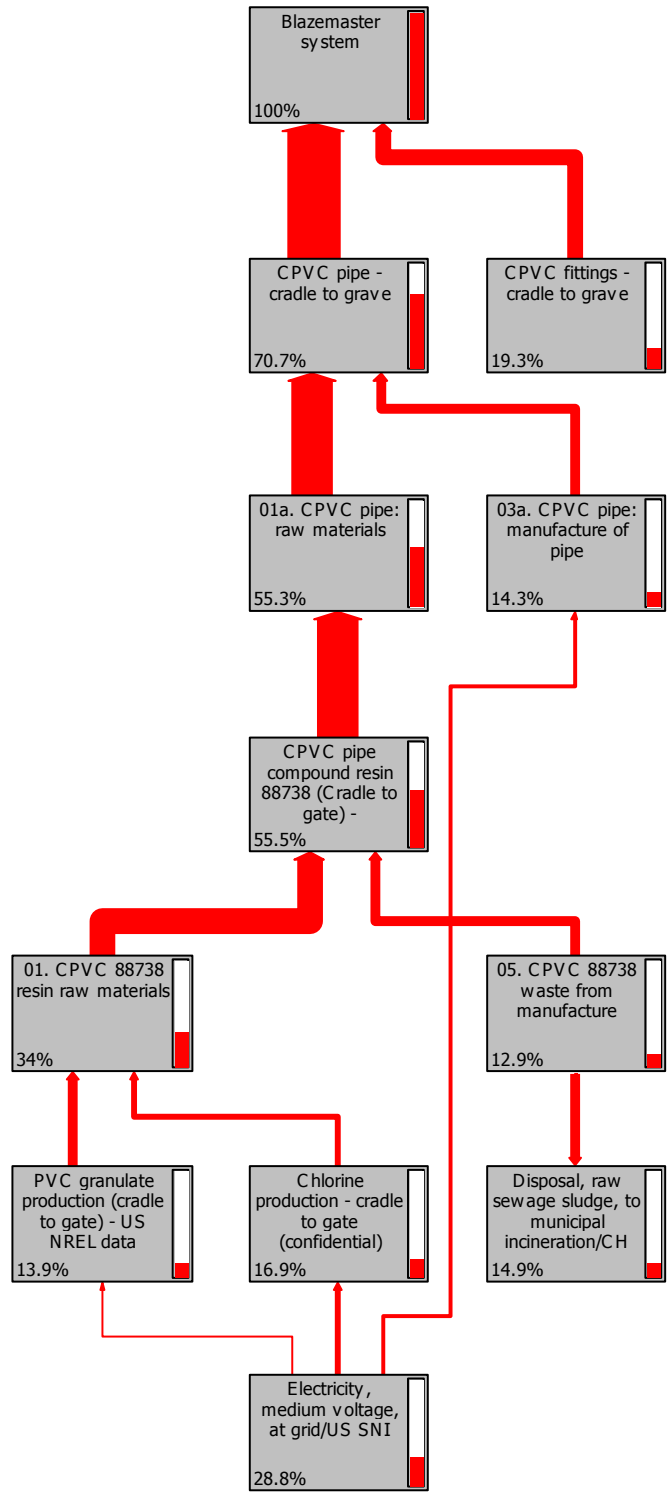 Blazemaster
system
100%
CPVC pipe -
cradle to grave
70.7%
CPVC fittings -
cradle to grave
19.3%
01a. CPVC pipe:
raw materials
55.3%
03a. CPVC pipe:
manufacture of
pipe
14.3%
CPVC pipe
compound resin
88738 (Cradle to
gate) -
55.5%
01. CPVC 88738
resin raw materials
34%
05. CPVC 88738
waste from
manufacture
12.9%
PVC granulate
production (cradle
to gate) - US
NREL data
13.9%
Chlorine
production - cradle
to gate
(confidential)
16.9%
Disposal, raw
sewage sludge, to
municipal
incineration/CH
14.9%
Electricity,
medium voltage,
at grid/US SNI
28.8%